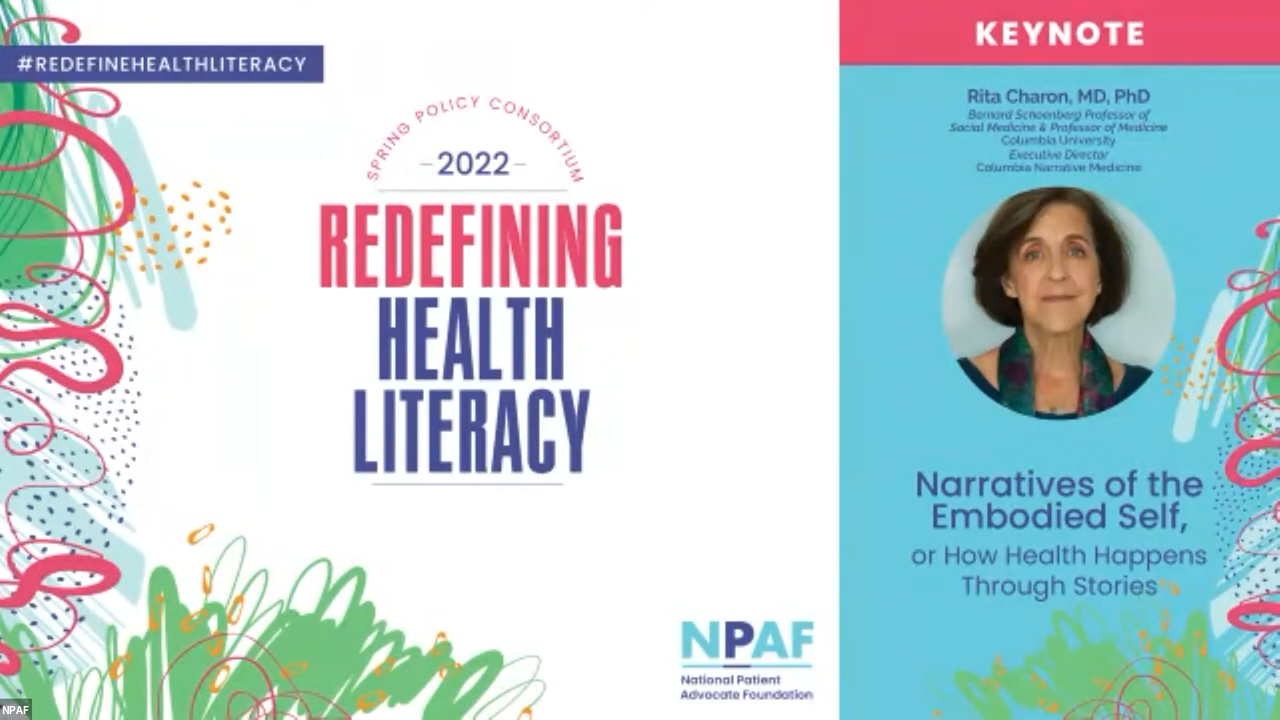 #REDEFINEHEALTHLITERACY
SPRING POLICY CONSORTIUM
2022
REDEFINING
HEALTH
LITERACY
NPAF
National Patient
Advocate Foundation
KEYNOTE
Rita Charon, MD, PhD
Bernard Schoenberg Professor of
Social Medicine & Professor of Medicine
Columbia University
Executive Director
Columbia Narrative Medicine
Narratives of the
Embodied Self,
or How Health Happens
Through Stories
NPAF